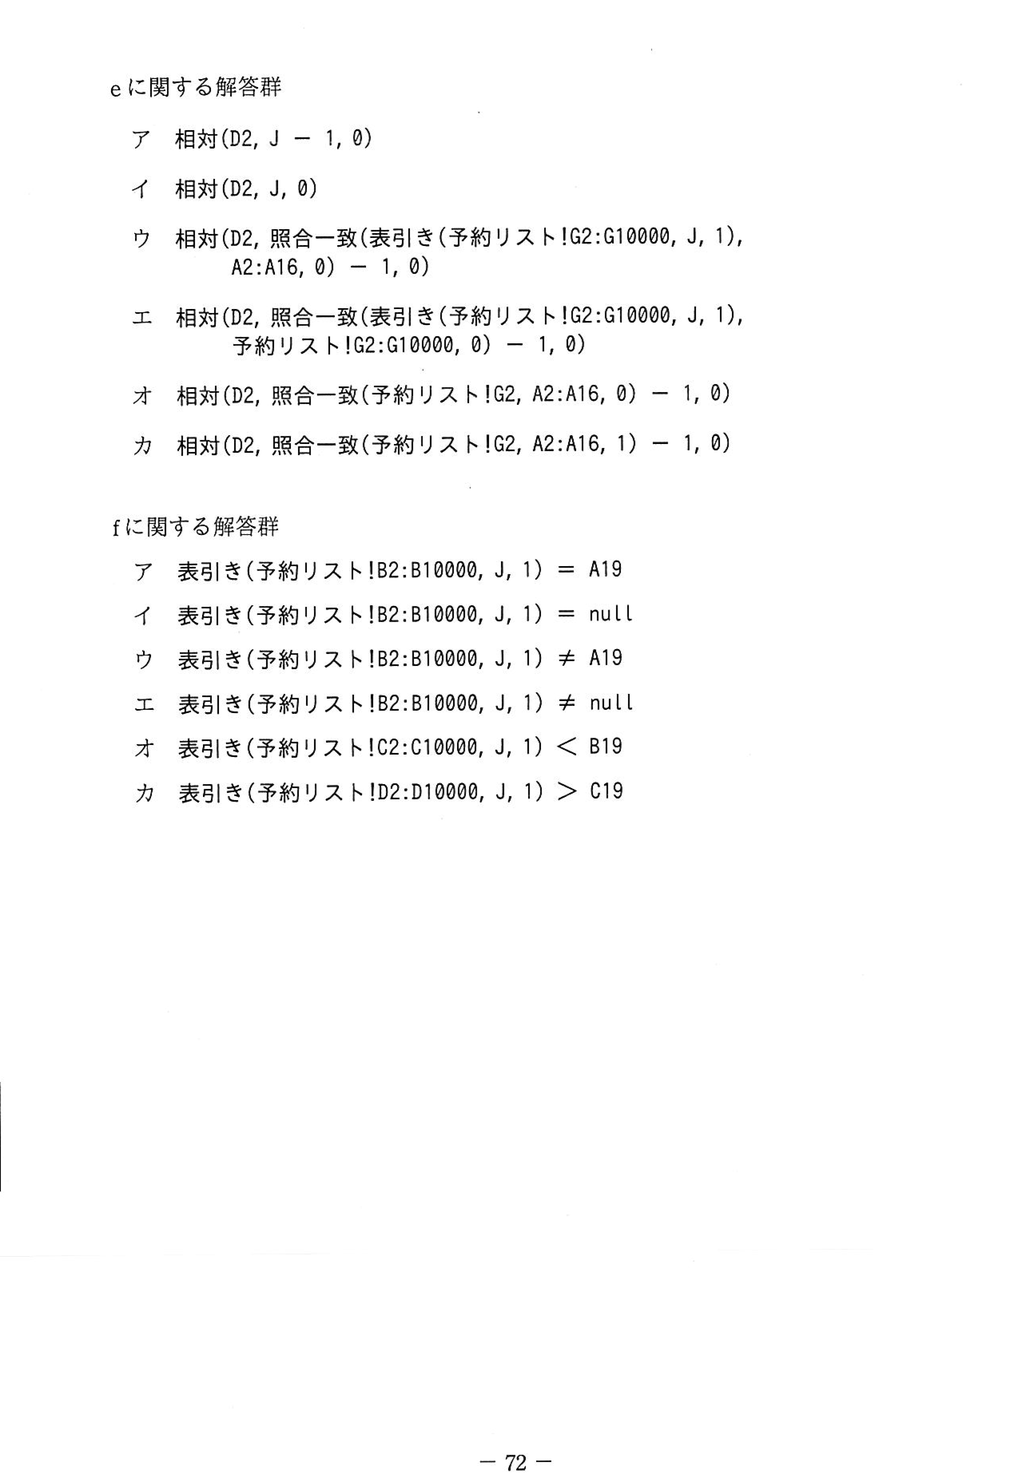 eに関する解答群
ア 相対(D2, J － 1, 0)
イ 相対(D2, J, 0)
ウ 相対(D2, 照合一致(表引き(予約リスト!G2:G10000, J, 1),
A2:A16, 0) － 1, 0)
エ 相対(D2, 照合一致(表引き(予約リスト!G2:G10000, J, 1),
予約リスト!G2:G10000, 0) － 1, 0)
オ 相対(D2, 照合一致(予約リスト!G2, A2:A16, 0) － 1, 0)
カ 相対(D2, 照合一致(予約リスト!G2, A2:A16, 1) － 1, 0)
fに関する解答群
ア 表引き(予約リスト!B2:B10000, J, 1) ＝ A19
イ 表引き(予約リスト!B2:B10000, J, 1) ＝ null
ウ 表引き(予約リスト!B2:B10000, J, 1) ≠ A19
エ 表引き(予約リスト!B2:B10000, J, 1) ≠ null
オ 表引き(予約リスト!C2:C10000, J, 1) ＜ B19
カ 表引き(予約リスト!D2:D10000, J, 1) ＞ C19
－ 72 －